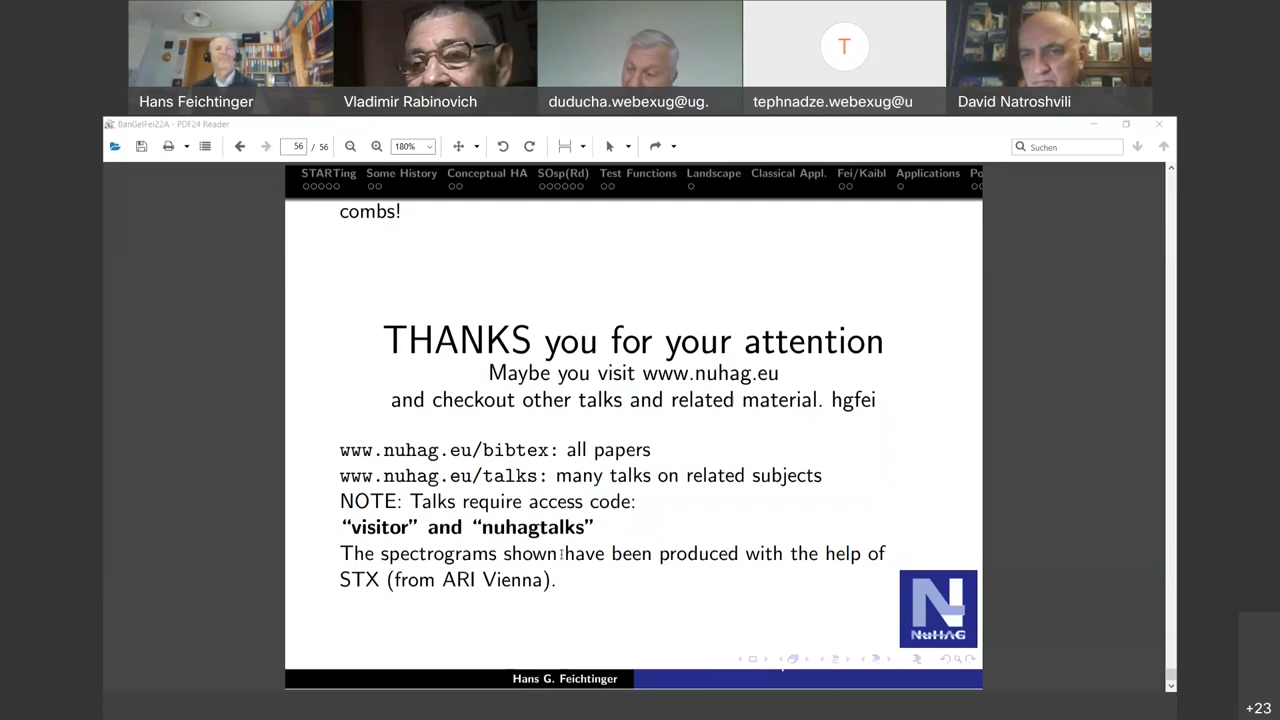 Hans Feichtinger
Vladimir Rabinovich
duducha.webexug@ug.
T
tephnadze.webexug@u
David Natroshvili
BanGelFei22A - PDF24 Reader
56 / 56
180%
Suchen
STARTing Some History Conceptual HA SOsp(Rd) Test Functions Landscape Classical Appl. Fei/Kaibl Applications Po
combs!
THANKS you for your attention
Maybe you visit www.nuhag.eu
and checkout other talks and related material. hgfei
www.nuhag.eu/bibtex: all papers
www.nuhag.eu/talks: many talks on related subjects
NOTE: Talks require access code:
“visitor” and “nuhagtalks”
The spectrograms shown have been produced with the help of
STX (from ARI Vienna).
N
NuHAG
Hans G. Feichtinger
+23